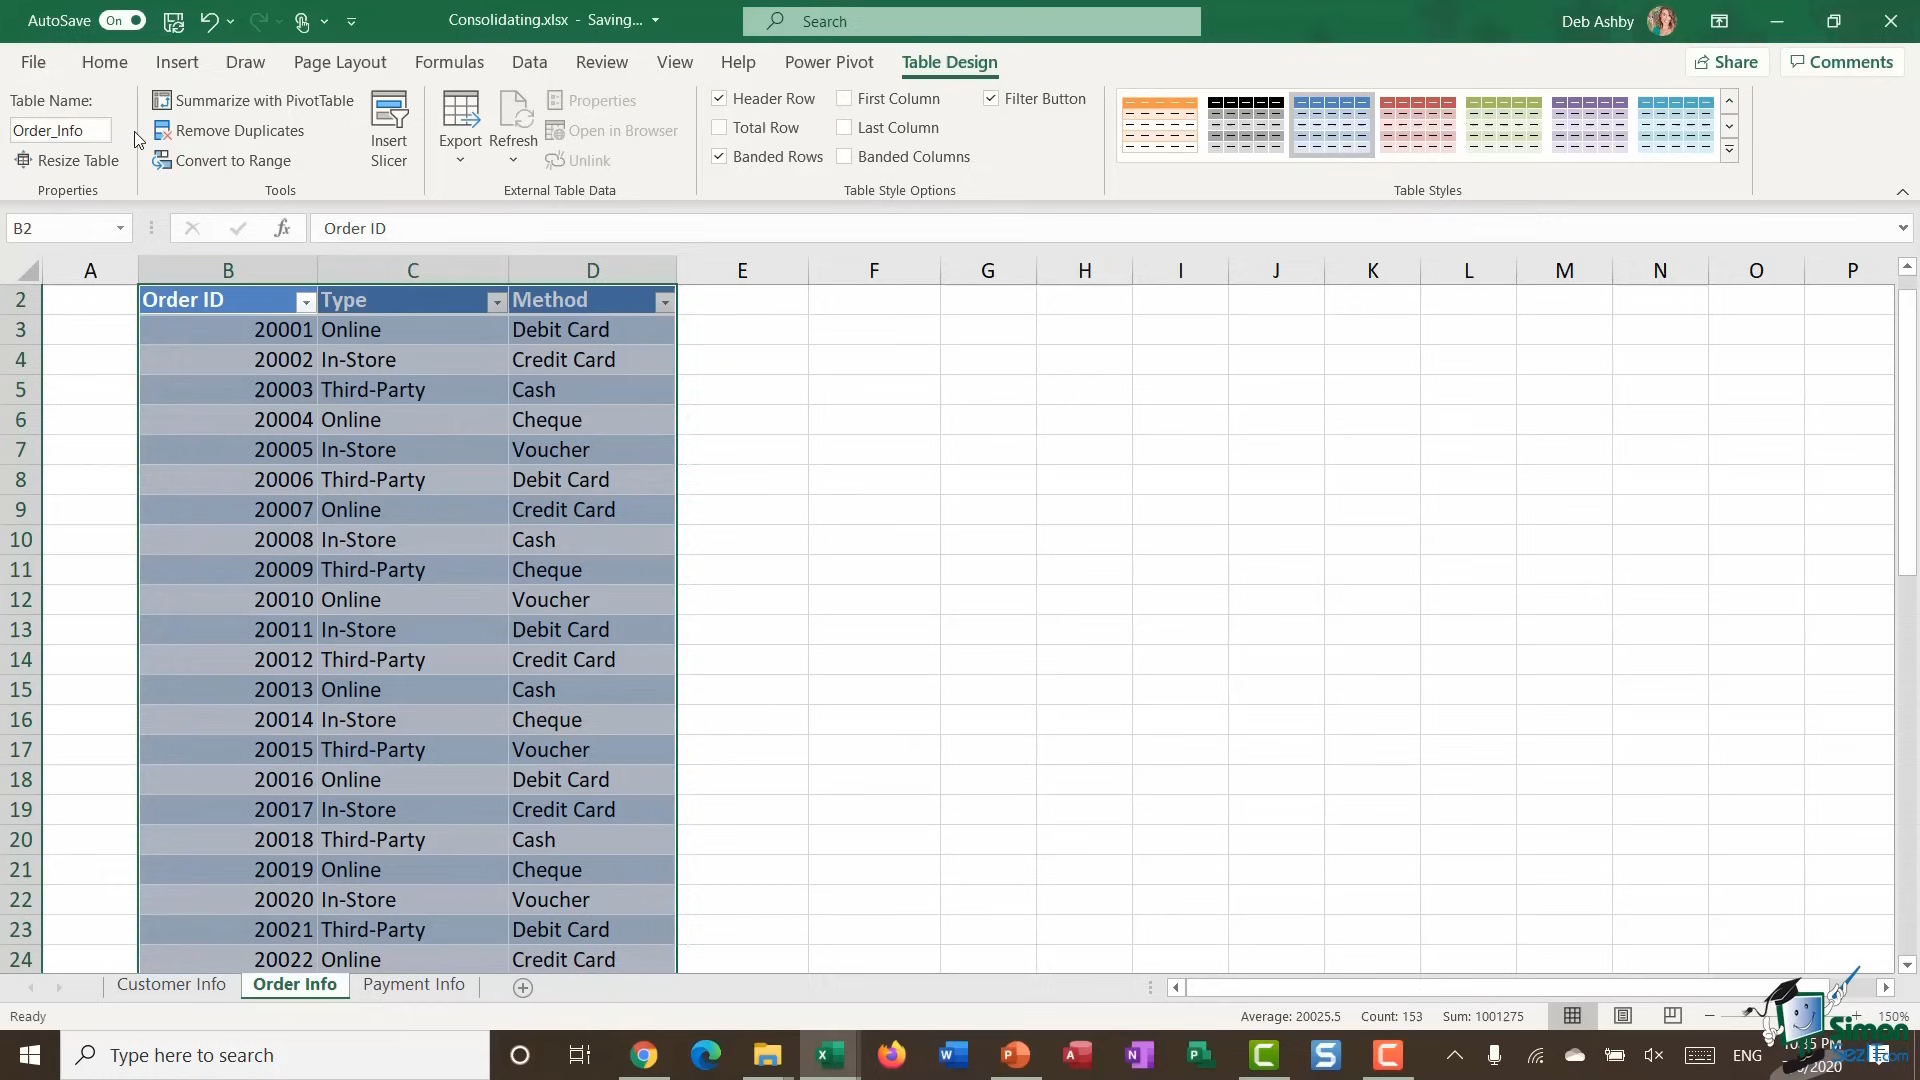 AutoSave On Consolidating.xlsx - Saving... Search Deb Ashby
File Home Insert Draw Page Layout Formulas Data Review View Help Power Pivot Table Design Share Comments
Table Name:
Order_Info
Resize Table
Properties
Summarize with PivotTable
Remove Duplicates
Convert to Range
Tools
Insert
Slicer
Export
Refresh
Properties
Open in Browser
Unlink
External Table Data
Header Row First Column Filter Button
Total Row Last Column
Banded Rows Banded Columns
Table Style Options
Table Styles
B2 fx Order ID
A B C D E F G H I J K L M N O P
2 Order ID Type Method
3 20001 Online Debit Card
4 20002 In-Store Credit Card
5 20003 Third-Party Cash
6 20004 Online Cheque
7 20005 In-Store Voucher
8 20006 Third-Party Debit Card
9 20007 Online Credit Card
10 20008 In-Store Cash
11 20009 Third-Party Cheque
12 20010 Online Voucher
13 20011 In-Store Debit Card
14 20012 Third-Party Credit Card
15 20013 Online Cash
16 20014 In-Store Cheque
17 20015 Third-Party Voucher
18 20016 Online Debit Card
19 20017 In-Store Credit Card
20 20018 Third-Party Cash
21 20019 Online Cheque
22 20020 In-Store Voucher
23 20021 Third-Party Debit Card
24 20022 Online Credit Card
Customer Info Order Info Payment Info
Ready Average: 20025.5 Count: 153 Sum: 1001275 150%
Type here to search ENG
Simon
SezIT.com